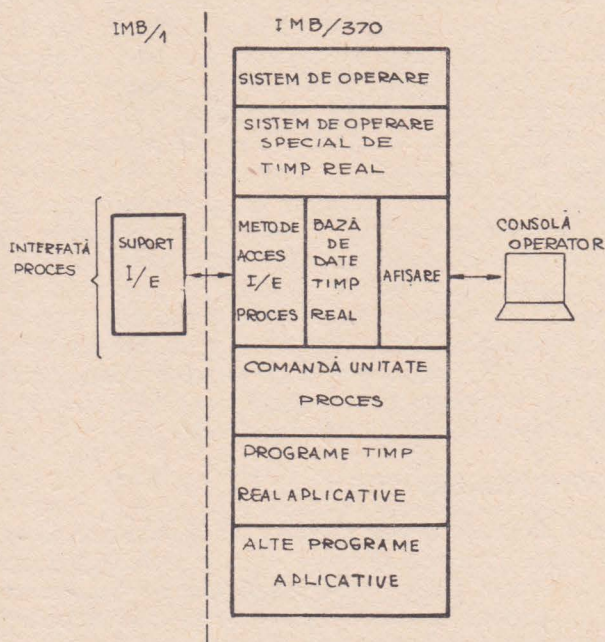 IMB/1
IMB/370
SISTEM DE OPERARE
SISTEM DE OPERARE
SPECIAL DE
TIMP REAL
INTERFAȚĂ
PROCES
SUPORT
I/E
METODE
ACCES
I/E
PROCES
BAZĂ
DE
DATE
TIMP
REAL
AFIȘARE
CONSOLĂ
OPERATOR
COMANDĂ UNITATE
PROCES
PROGRAME TIMP
REAL APLICATIVE
ALTE PROGRAME
APLICATIVE